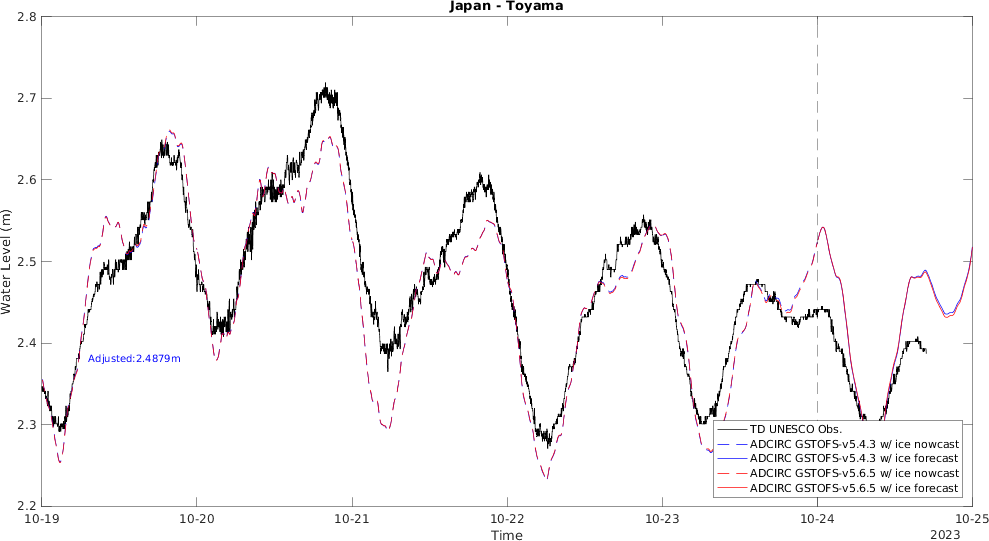 Japan - Toyama
2.8
2.7
2.6
2.5
2.4
2.3
2.2
Water Level (m)
Adjusted:2.4879m
TD UNESCO Obs.
ADCIRC GSTOFS-v5.4.3 w/ ice nowcast
ADCIRC GSTOFS-v5.4.3 w/ ice forecast
ADCIRC GSTOFS-v5.6.5 w/ ice nowcast
ADCIRC GSTOFS-v5.6.5 w/ ice forecast
10-19 10-20 10-21 10-22 10-23 10-24 10-25
Time
2023